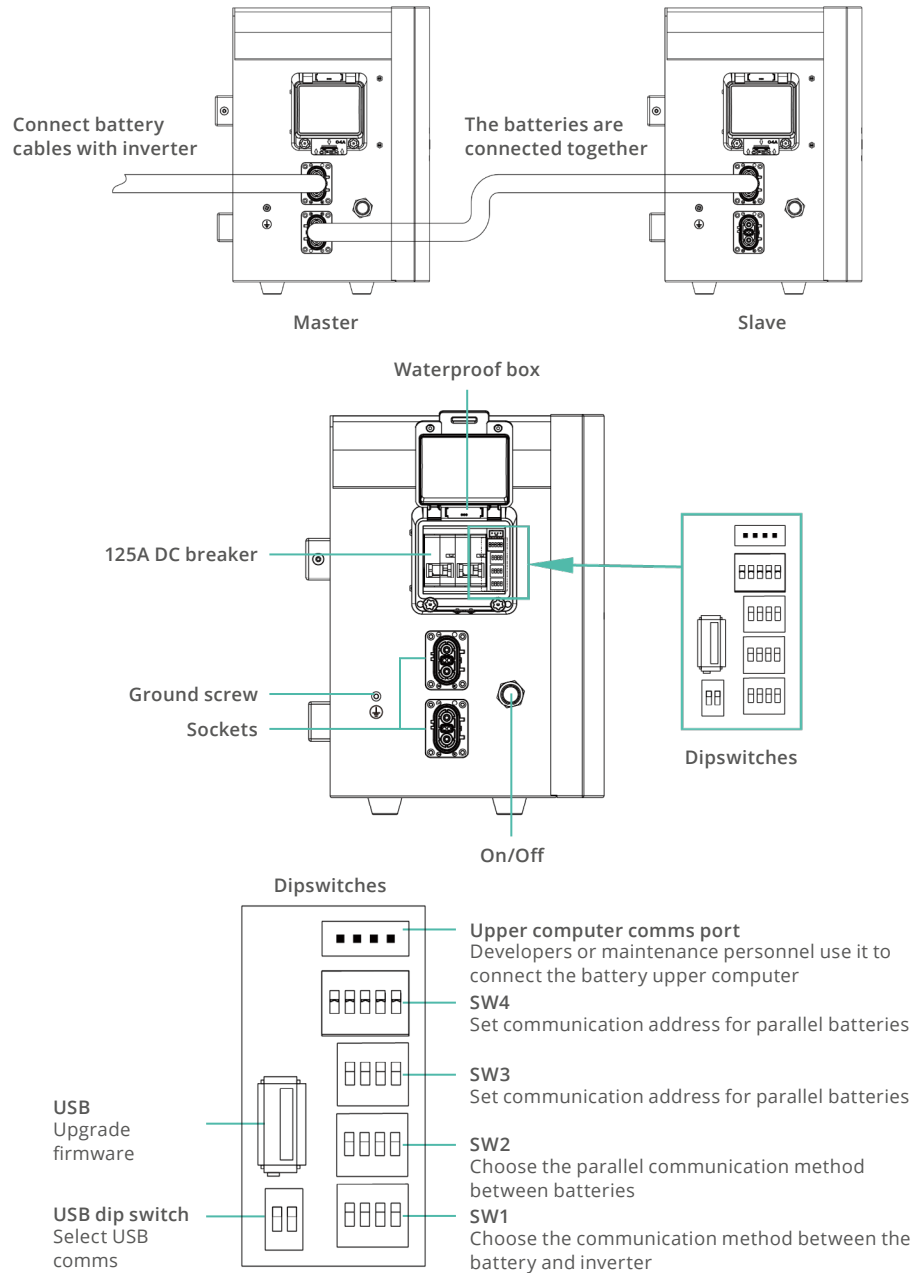 Connect battery
cables with inverter
The batteries are
connected together
Master
Slave
Waterproof box
125A DC breaker
Ground screw
Sockets
Dipswitches
On/Off
Dipswitches
Upper computer comms port
Developers or maintenance personnel use it to
connect the battery upper computer
SW4
Set communication address for parallel batteries
SW3
Set communication address for parallel batteries
USB
Upgrade
firmware
SW2
Choose the parallel communication method
between batteries
USB dip switch
Select USB
comms
SW1
Choose the communication method between the
battery and inverter